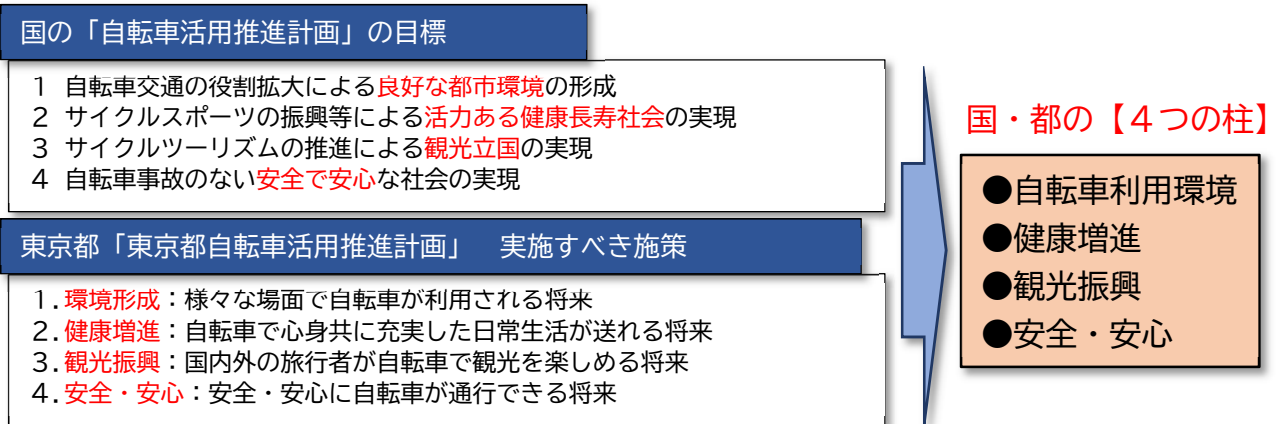 国の「自転車活用推進計画」の目標
1 自転車交通の役割拡大による良好な都市環境の形成
2 サイクルスポーツの振興等による活力ある健康長寿社会の実現
3 サイクルツーリズムの推進による観光立国の実現
4 自転車事故のない安全で安心な社会の実現
東京都「東京都自転車活用推進計画」 実施すべき施策
1.環境形成：様々な場面で自転車が利用される将来
2.健康増進：自転車で心身共に充実した日常生活が送れる将来
3.観光振興：国内外の旅行者が自転車で観光を楽しめる将来
4.安全・安心：安全・安心に自転車が通行できる将来
国・都の【４つの柱】
●自転車利用環境
●健康増進
●観光振興
●安全・安心